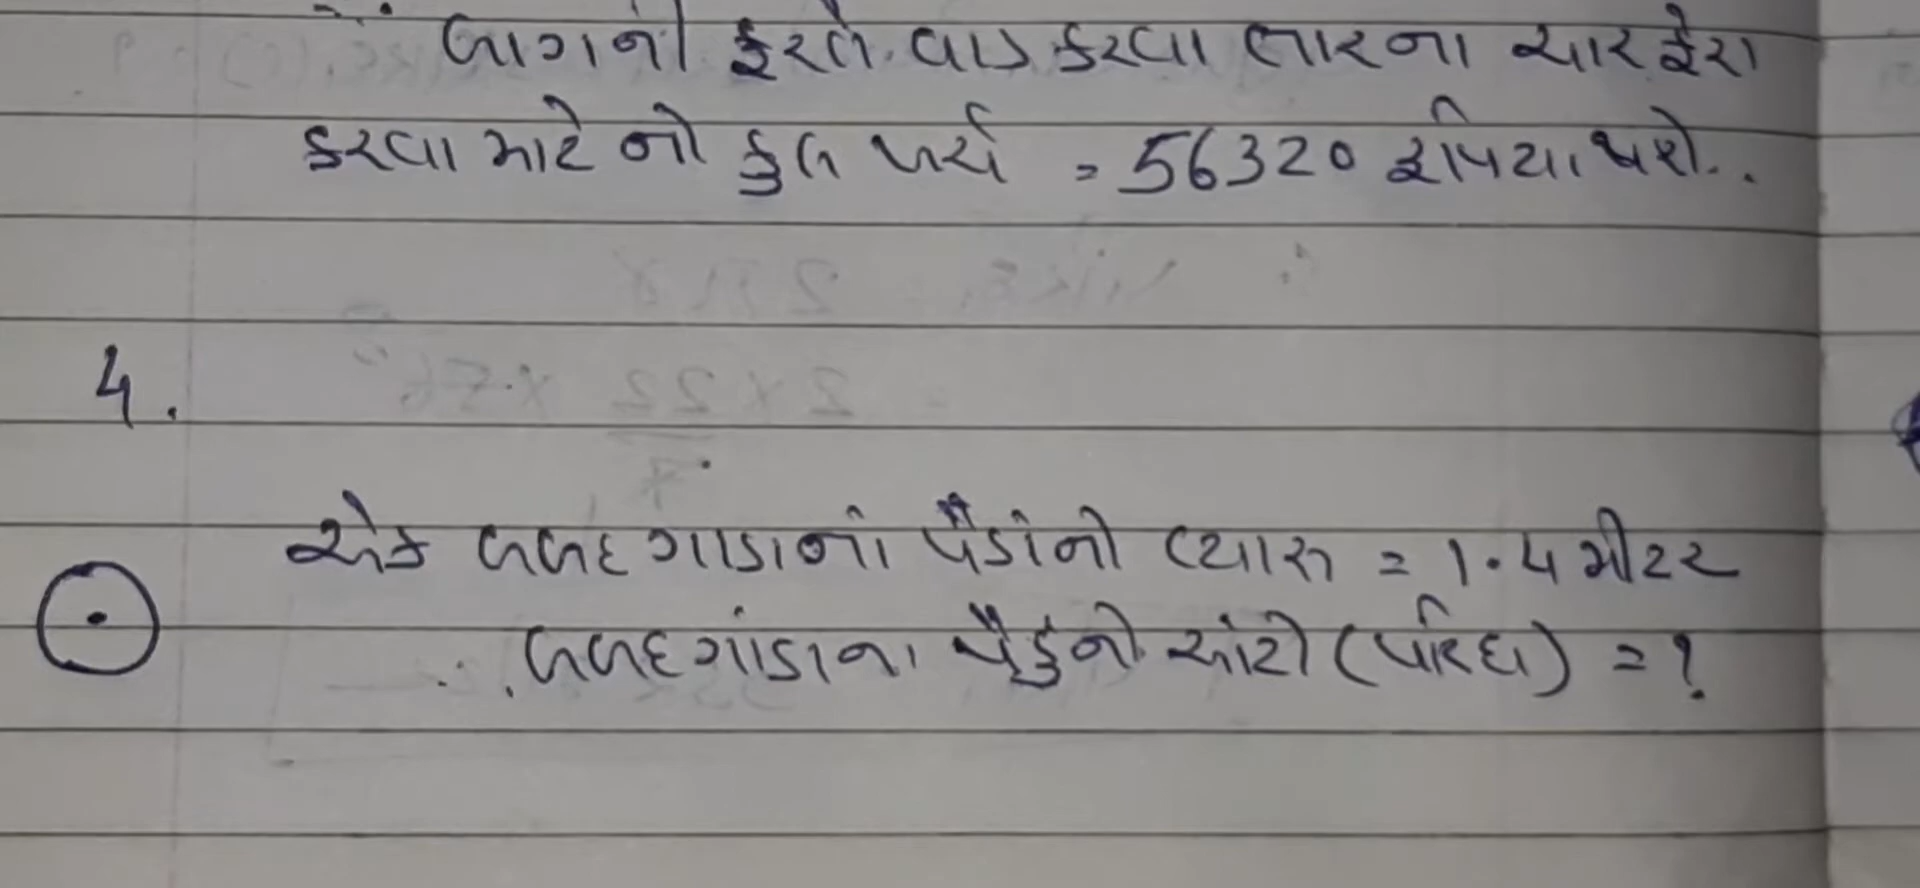 બાગની ફરતે વાડ કરવા તારના ચાર ફેરા
કરવા માટે નો કુલ ખર્ચ = 56320 રૂપિયા થશે..
4.
એક બળદગાડાનાં પૈડાંનો વ્યાસ = 1.4 મીટર
∴ બળદગાંડાના પૈડુંનો આંટો (પરિઘ) = ?